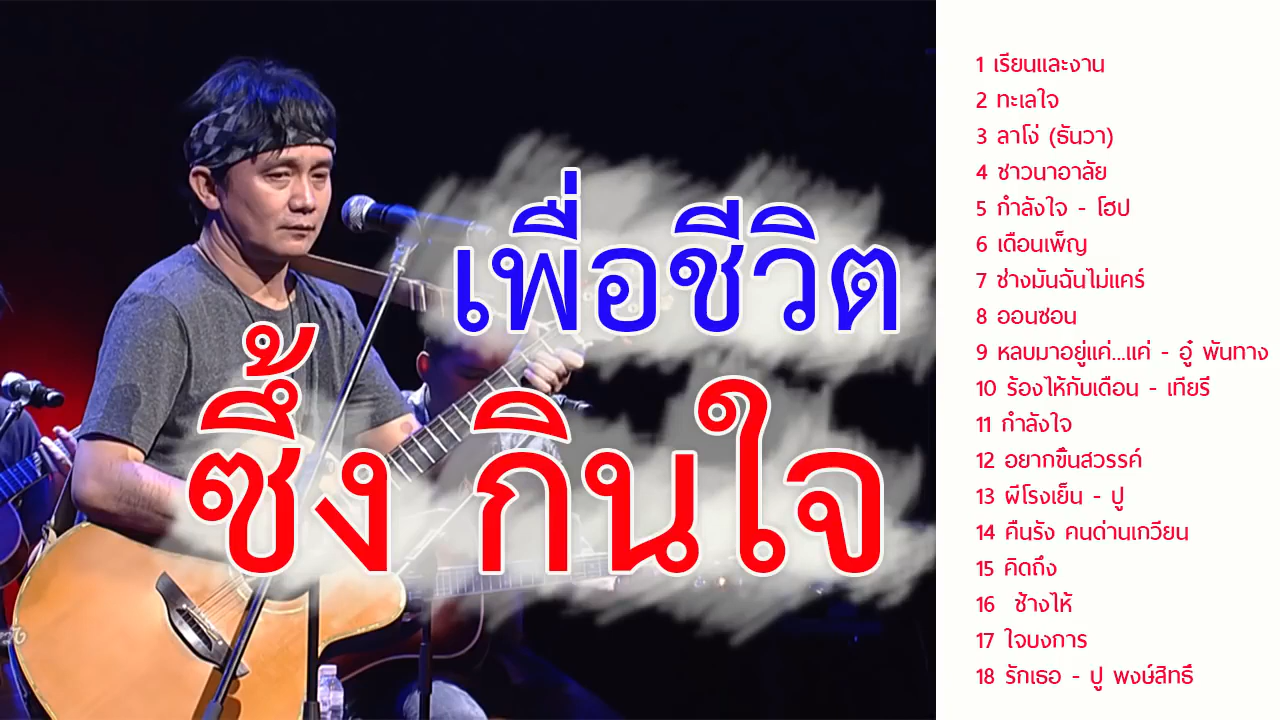 เพื่อชีวิต
ซึ้ง กินใจ
1 เรียนและงาน
2 ทะเลใจ
3 ลาโง่ (ธันวา)
4 ชาวนาอาลัย
5 กำลังใจ - โฮป
6 เดือนเพ็ญ
7 ช่างมันฉันไม่แคร์
8 ออนซอน
9 หลบมาอยู่แค่...แค่ - อู๋ พันทาง
10 ร้องไห้กับเดือน - เทียรี่
11 กำลังใจ
12 อยากขึ้นสวรรค์
13 ผีโรงเย็น - ปู
14 คืนรัง คนด่านเกวียน
15 คิดถึง
16 ช้างไห้
17 ใจบงการ
18 รักเธอ - ปู พงษ์สิทธิ์